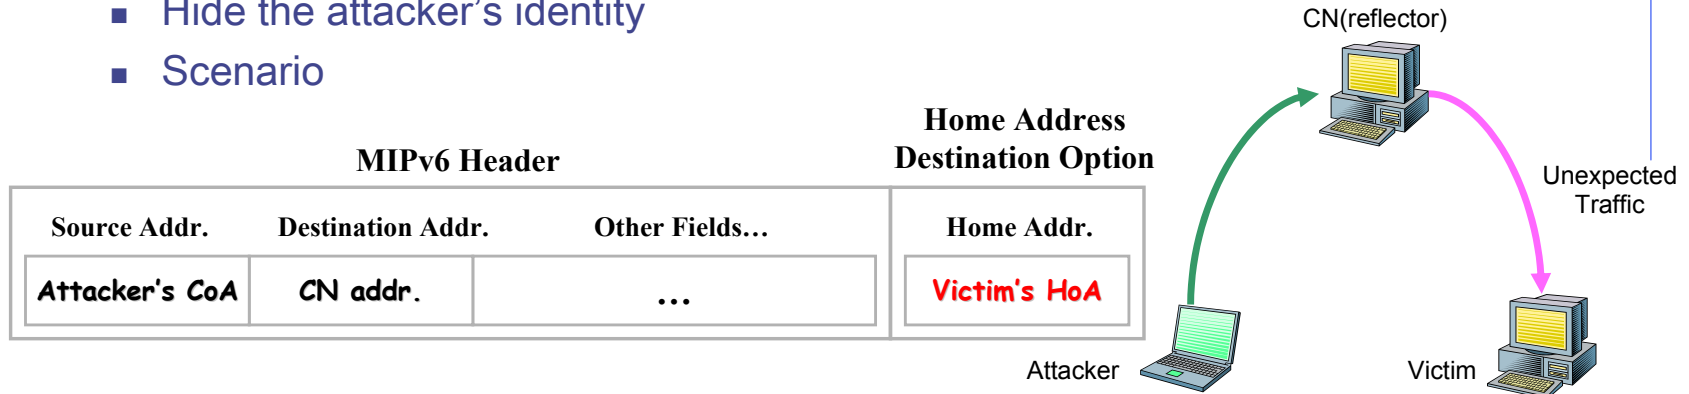 Hide the attacker's identity
Scenario
CN(reflector)
Home Address
Destination Option
MIPv6 Header
Source Addr. Destination Addr. Other Fields… Home Addr.
Attacker's CoA CN addr. … Victim's HoA
Unexpected
Traffic
Attacker
Victim